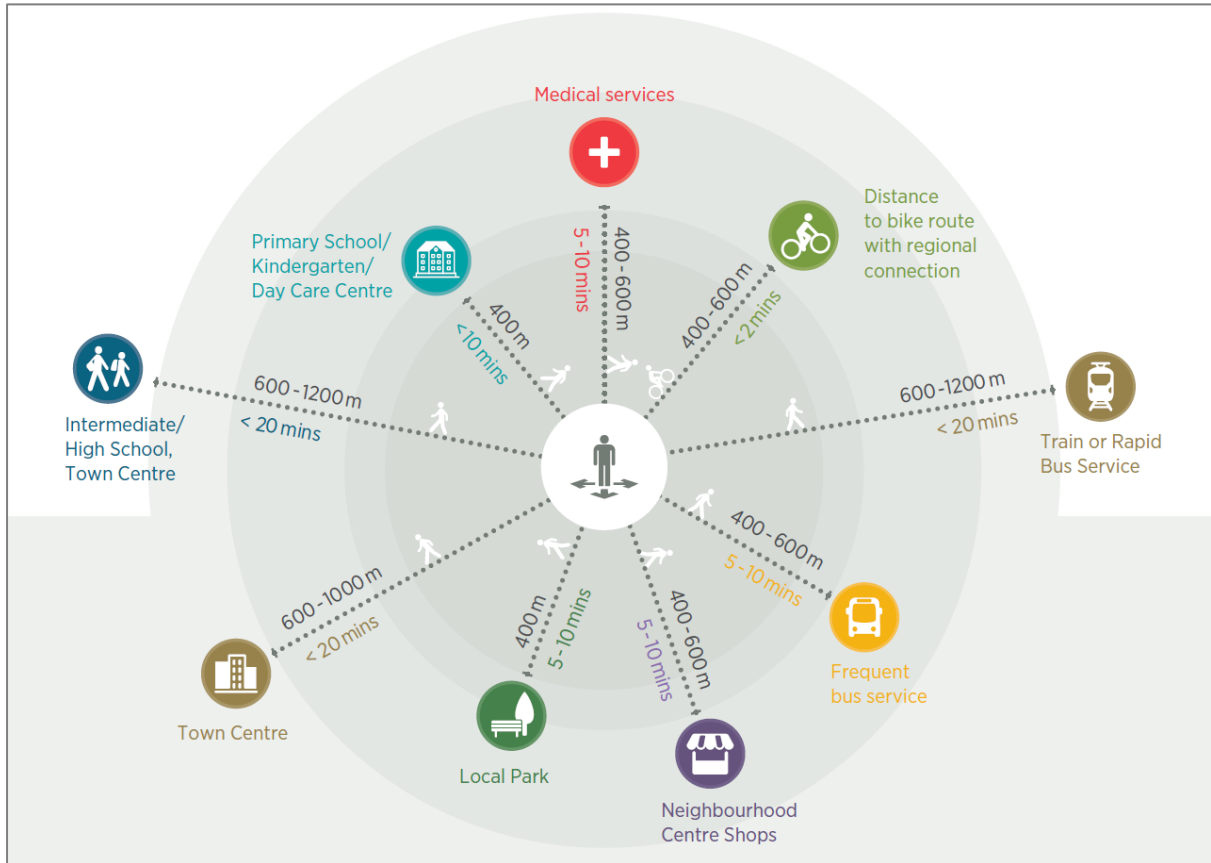 Medical services
400 - 600 m
5 - 10 mins
Distance
to bike route
with regional
connection
400 - 600 m
< 2 mins
Primary School/
Kindergarten/
Day Care Centre
400 m
< 10 mins
600 - 1200 m
< 20 mins
Intermediate/
High School,
Town Centre
600 - 1200 m
< 20 mins
Train or Rapid
Bus Service
400 - 600 m
5 - 10 mins
Frequent
bus service
600 - 1000 m
< 20 mins
Town Centre
400 m
5 - 10 mins
Local Park
400 - 600 m
5 - 10 mins
Neighbourhood
Centre Shops